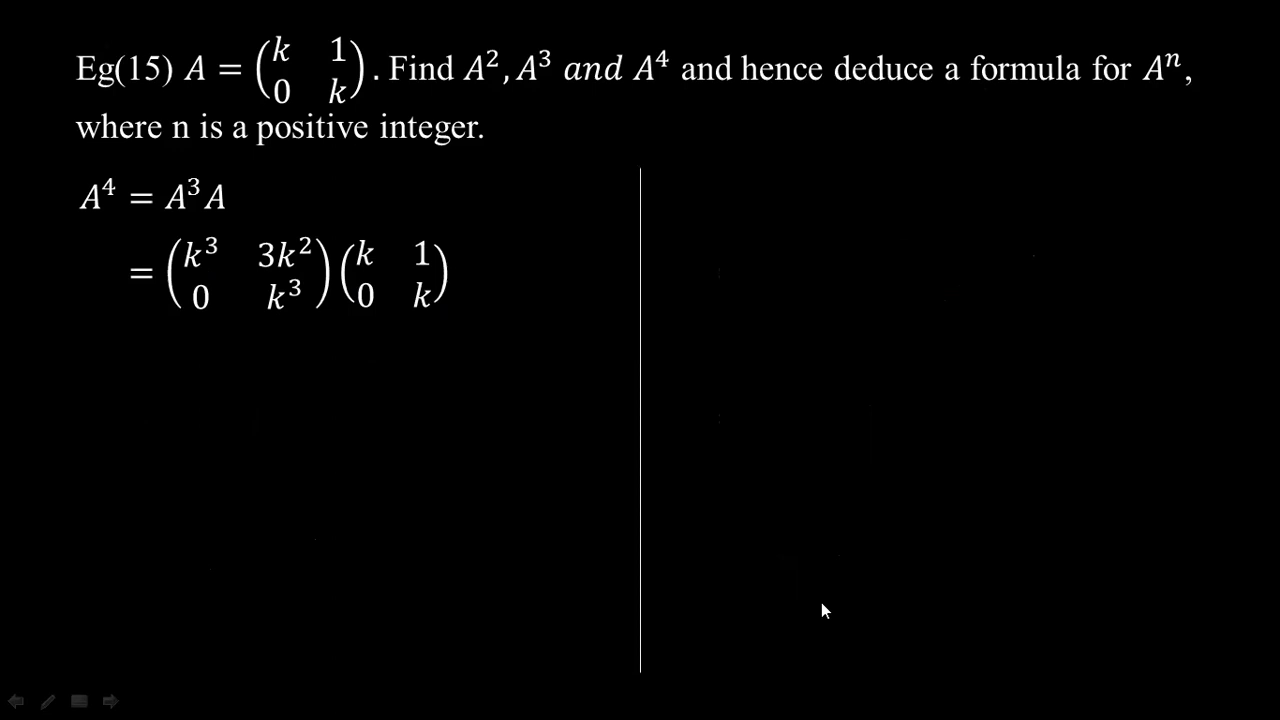 Eg(15) A = (k 1 0 k) . Find A², A³ and A⁴ and hence deduce a formula for Aⁿ,
where n is a positive integer.
A⁴ = A³A
= (k³ 3k² 0 k³) (k 1 0 k)